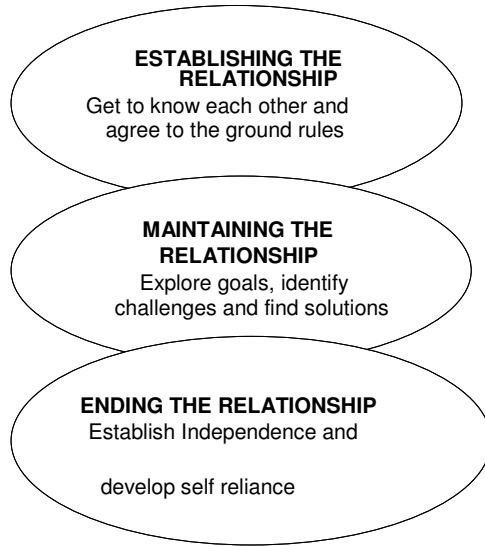 ESTABLISHING THE
RELATIONSHIP
Get to know each other and
agree to the ground rules
MAINTAINING THE
RELATIONSHIP
Explore goals, identify
challenges and find solutions
ENDING THE RELATIONSHIP
Establish Independence and
develop self reliance